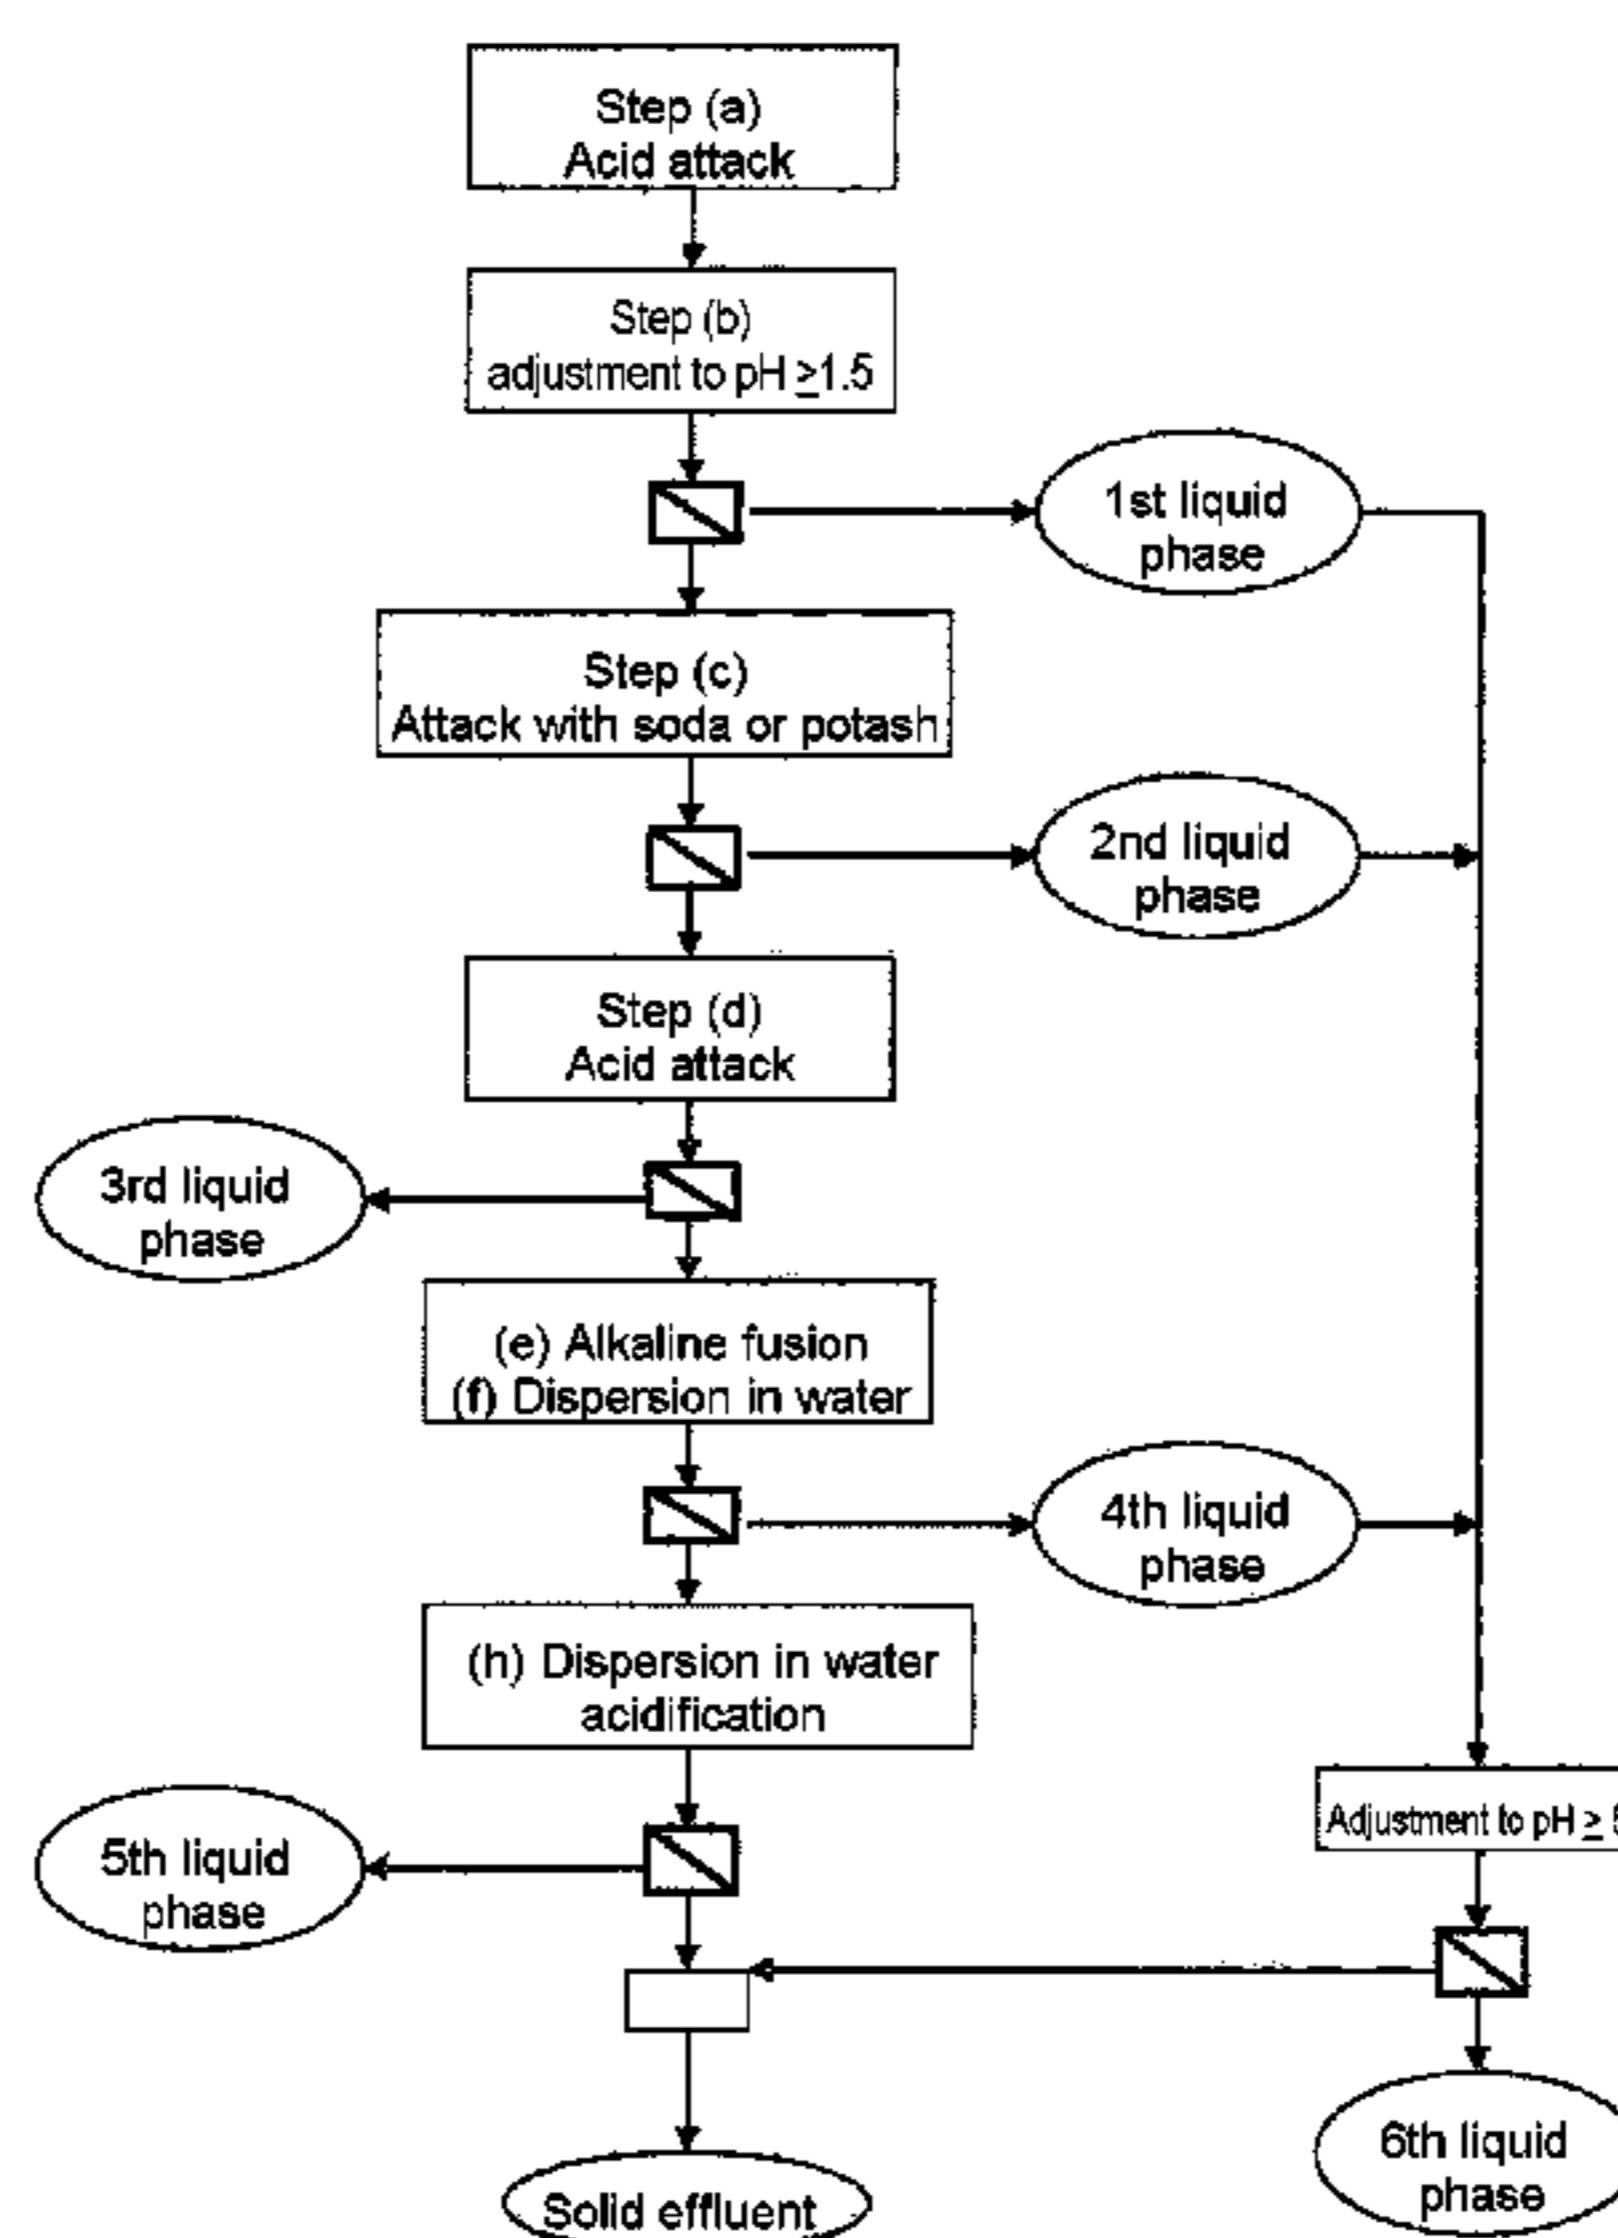 Step (a)
Acid attack
Step (b)
adjustment to pH ≥1.5
1st liquid
phase
Step (c)
Attack with soda or potash
2nd liquid
phase
Step (d)
Acid attack
3rd liquid
phase
(e) Alkaline fusion
(f) Dispersion in water
4th liquid
phase
(h) Dispersion in water
acidification
Adjustment to pH ≥
5th liquid
phase
6th liquid
phase
Solid effluent